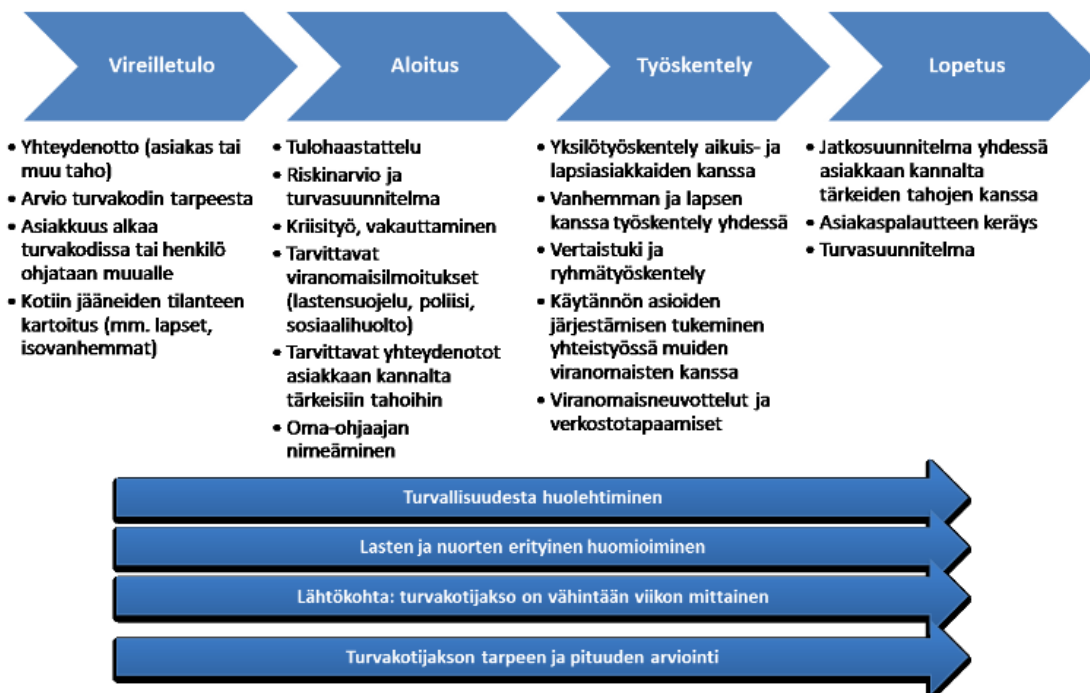 Vireilletulo
Aloitus
Työskentely
Lopetus
• Yhteydenotto (asiakas tai
muu taho)
• Arvio turvakodin tarpeesta
• Asiakkuus alkaa
turvakodissa tai henkilö
ohjataan muualle
• Kotiin jääneiden tilanteen
kartoitus (mm. lapset,
isovanhemmat)
• Tulohaastattelu
• Riskinarvio ja
turvasuunnitelma
• Kriisityö, vakauttaminen
• Tarvittavat
viranomaisilmoitukset
(lastensuojelu, poliisi,
sosiaalihuolto)
• Tarvittavat yhteydenotot
asiakkaan kannalta
tärkeisiin tahoihin
• Oma-ohjaajan
nimeäminen
• Yksilötyöskentely aikuis- ja
lapsiasiakkaiden kanssa
• Vanhemman ja lapsen
kanssa työskentely yhdessä
• Vertaistuki ja
ryhmätyöskentely
• Käytännön asioiden
järjestämisen tukeminen
yhteistyössä muiden
viranomaisten kanssa
• Viranomaisneuvottelut ja
verkostotapaamiset
• Jatkosuunnitelma yhdessä
asiakkaan kannalta
tärkeiden tahojen kanssa
• Asiakaspalautteen keräys
• Turvasuunnitelma
Turvallisuudesta huolehtiminen
Lasten ja nuorten erityinen huomioiminen
Lähtökohta: turvakotijakso on vähintään viikon mittainen
Turvakotijakson tarpeen ja pituuden arviointi